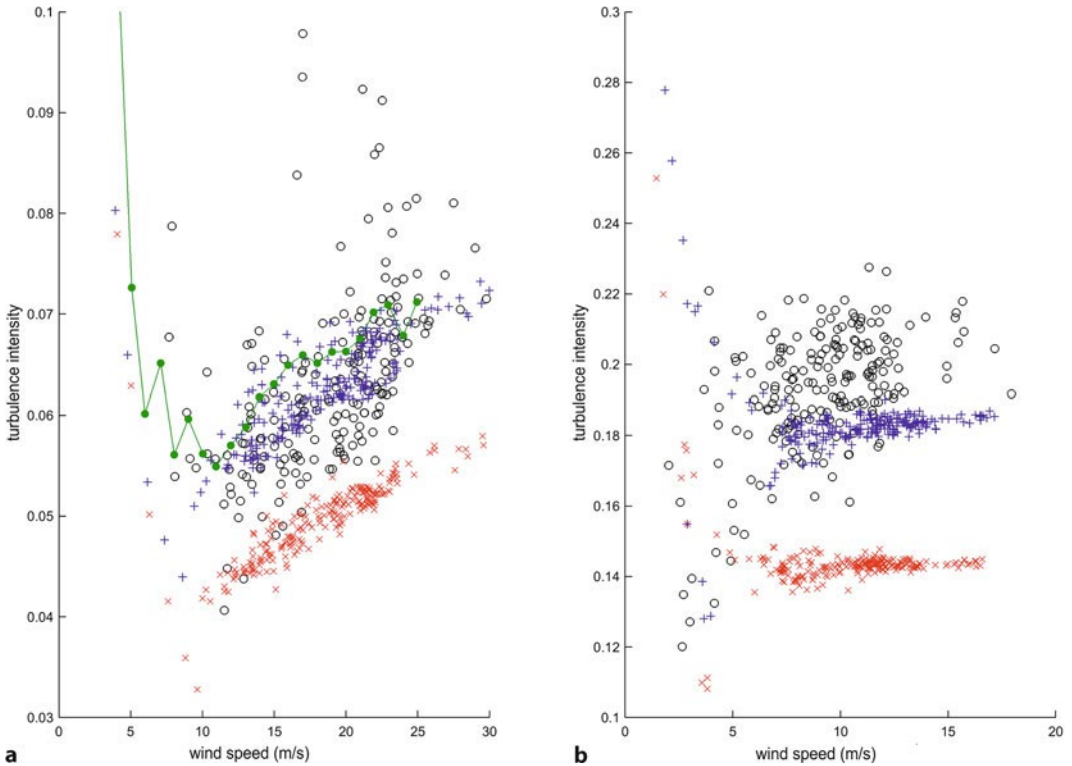 0.1
0.09
0.08
0.07
0.06
0.05
0.04
0.03
turbulence intensity
0 5 10 15 20 25 30
wind speed (m/s)
a
0.3
0.28
0.26
0.24
0.22
0.2
0.18
0.16
0.14
0.12
0.1
turbulence intensity
0 5 10 15 20
wind speed (m/s)
b